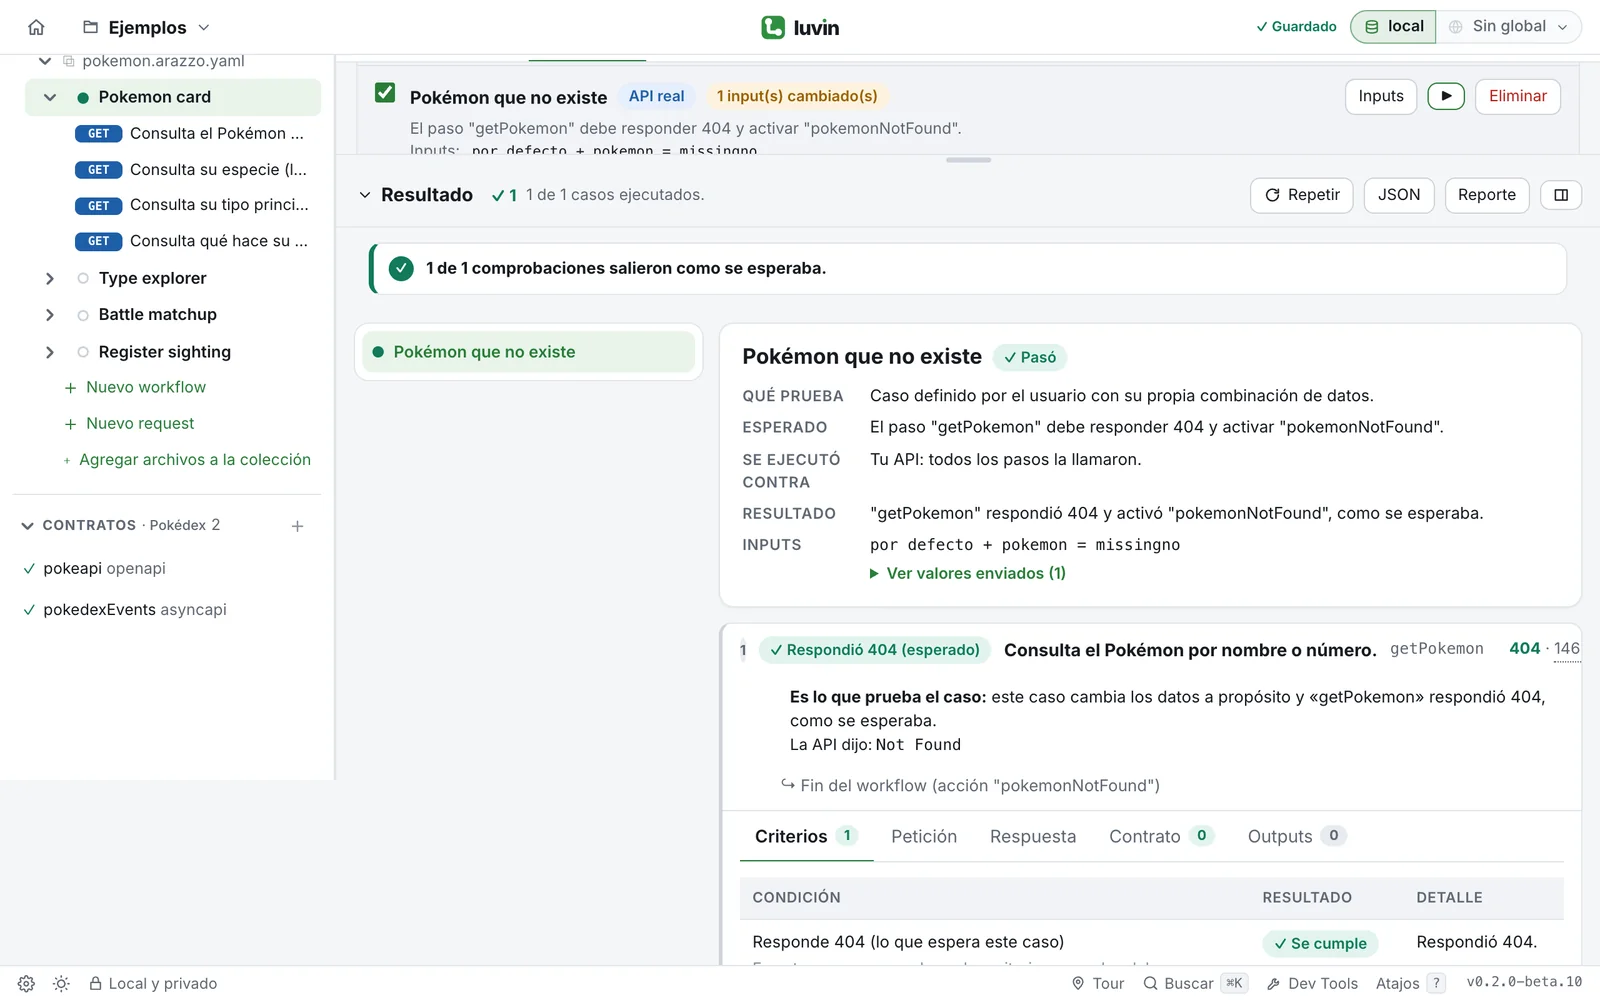 Ejemplos
luvin
Guardado
local
Sin global
pokemon.arazzo.yaml
Pokemon card
GET Consulta el Pokémon ...
GET Consulta su especie (l...
GET Consulta su tipo princi...
GET Consulta qué hace su ...
Type explorer
Battle matchup
Register sighting
+ Nuevo workflow
+ Nuevo request
+ Agregar archivos a la colección
CONTRATOS · Pokédex 2 +
pokeapi openapi
pokedexEvents asyncapi
Pokémon que no existe API real 1 input(s) cambiado(s)
Inputs
Eliminar
El paso "getPokemon" debe responder 404 y activar "pokemonNotFound".
Inputs: por defecto + pokemon = missingno
Resultado ✓ 1 1 de 1 casos ejecutados.
Repetir
JSON
Reporte
1 de 1 comprobaciones salieron como se esperaba.
Pokémon que no existe
Pokémon que no existe ✓ Pasó
QUÉ PRUEBA Caso definido por el usuario con su propia combinación de datos.
ESPERADO El paso "getPokemon" debe responder 404 y activar "pokemonNotFound".
SE EJECUTÓ CONTRA Tu API: todos los pasos la llamaron.
RESULTADO "getPokemon" respondió 404 y activó "pokemonNotFound", como se esperaba.
INPUTS por defecto + pokemon = missingno
Ver valores enviados (1)
1 ✓ Respondió 404 (esperado) Consulta el Pokémon por nombre o número. getPokemon 404 · 146
Es lo que prueba el caso: este caso cambia los datos a propósito y «getPokemon» respondió 404,
como se esperaba.
La API dijo: Not Found
↪ Fin del workflow (acción "pokemonNotFound")
Criterios 1 Petición Respuesta Contrato 0 Outputs 0
CONDICIÓN RESULTADO DETALLE
Responde 404 (lo que espera este caso) ✓ Se cumple Respondió 404.
Local y privado
Tour
Buscar ⌘K
Dev Tools
Atajos ?
v0.2.0-beta.10